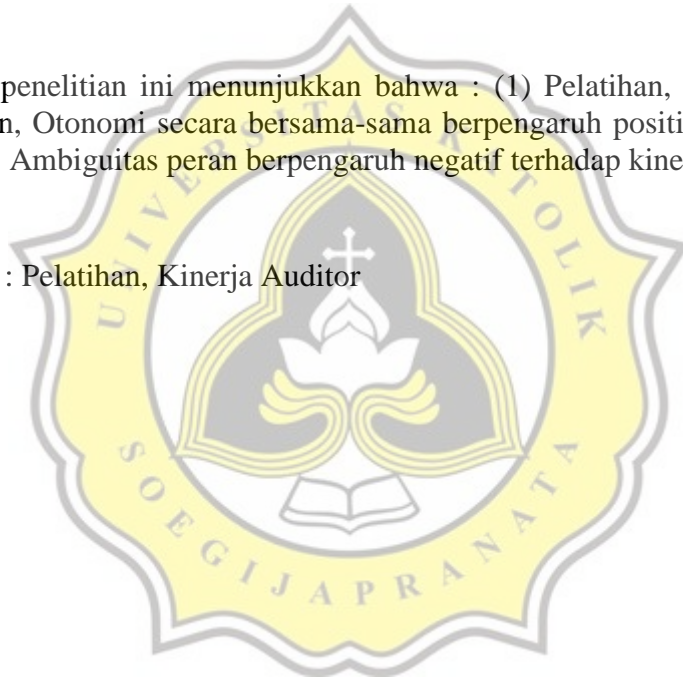 penelitian ini menunjukkan bahwa : (1) Pelatihan,
n, Otonomi secara bersama-sama berpengaruh positi
Ambiguitas peran berpengaruh negatif terhadap kine
: Pelatihan, Kinerja Auditor
UNIVERSITAS KATOLIK
SOEGIJAPRANATA